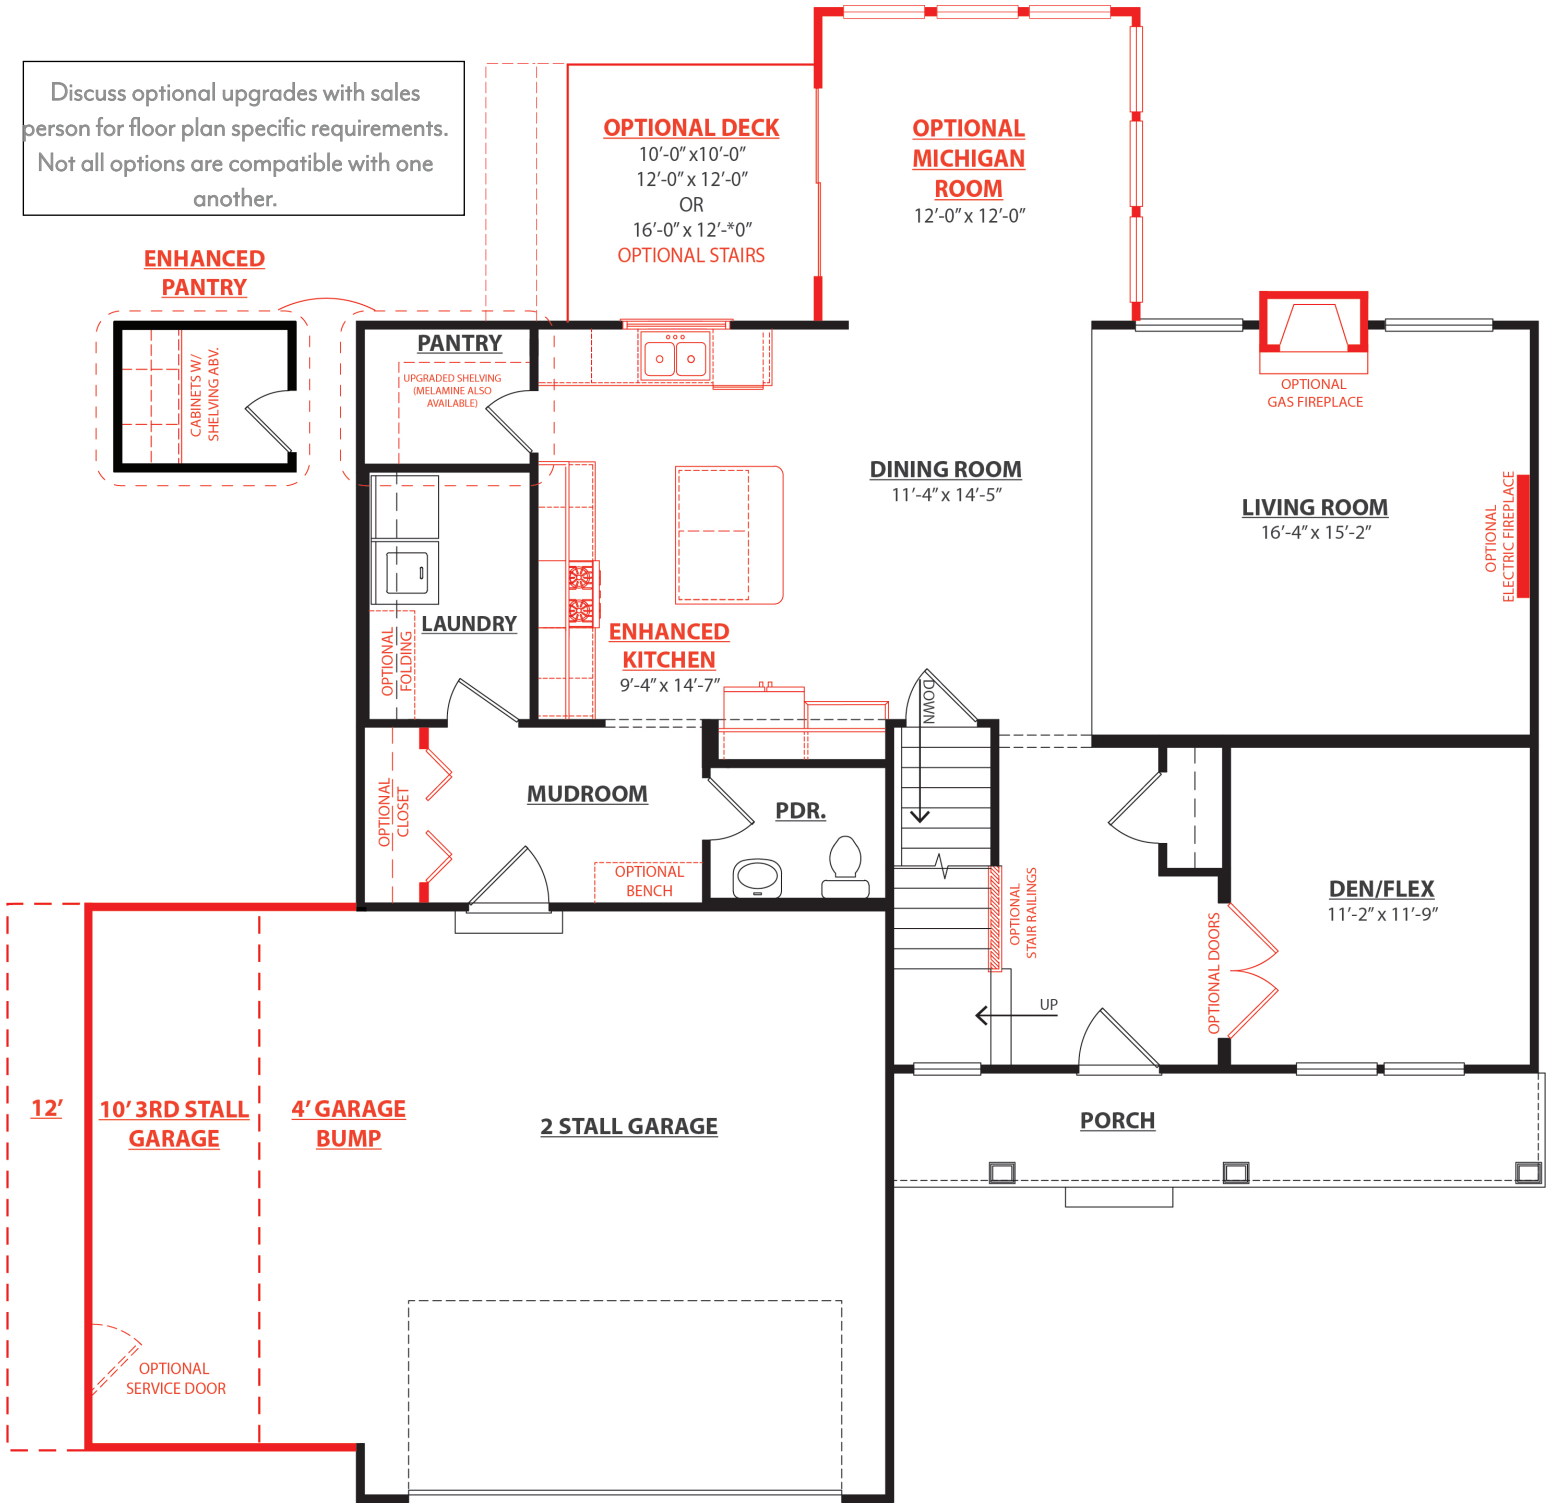 Discuss optional upgrades with sales
person for floor plan specific requirements.
Not all options are compatible with one
another.
OPTIONAL DECK
10'-0" x10'-0"
12'-0" x 12'-0"
OR
16'-0" x 12'-*0"
OPTIONAL STAIRS
OPTIONAL
MICHIGAN
ROOM
12'-0" x 12'-0"
ENHANCED
PANTRY
CABINETS W/
SHELVING ABV.
PANTRY
UPGRADED SHELVING
(MELAMINE ALSO
AVAILABLE)
OPTIONAL
GAS FIREPLACE
DINING ROOM
11'-4" x 14'-5"
LIVING ROOM
16'-4" x 15'-2"
OPTIONAL
ELECTRIC FIREPLACE
LAUNDRY
OPTIONAL
FOLDING
ENHANCED
KITCHEN
9'-4" x 14'-7"
DOWN
MUDROOM
OPTIONAL
CLOSET
PDR.
OPTIONAL
BENCH
OPTIONAL
STAIR RAILINGS
DEN/FLEX
11'-2" x 11'-9"
OPTIONAL DOORS
UP
12'
10' 3RD STALL
GARAGE
4' GARAGE
BUMP
2 STALL GARAGE
PORCH
OPTIONAL
SERVICE DOOR